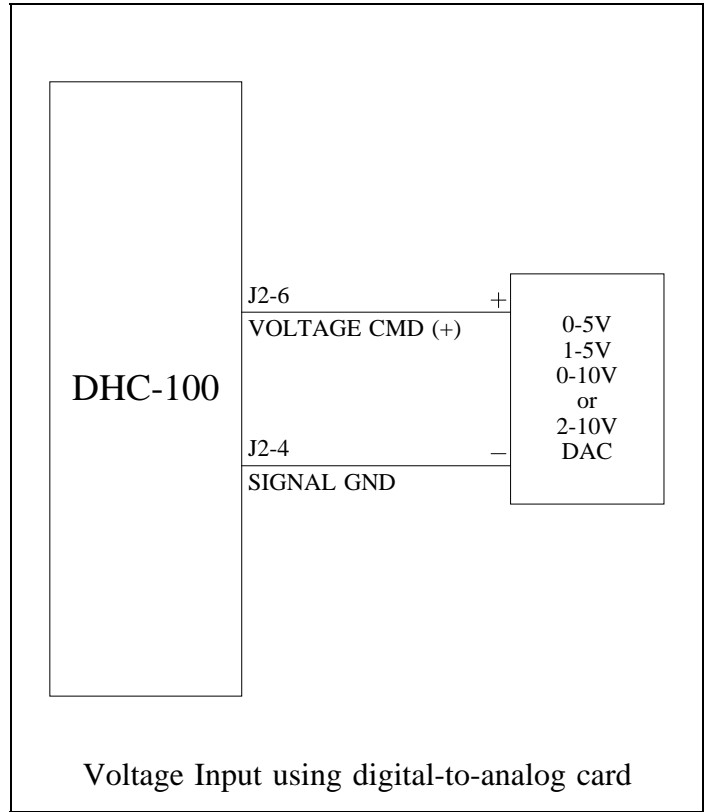 J2-6
+
VOLTAGE CMD (+)
DHC-100
J2-4
–
SIGNAL GND
0-5V
1-5V
0-10V
or
2-10V
DAC
Voltage Input using digital-to-analog card